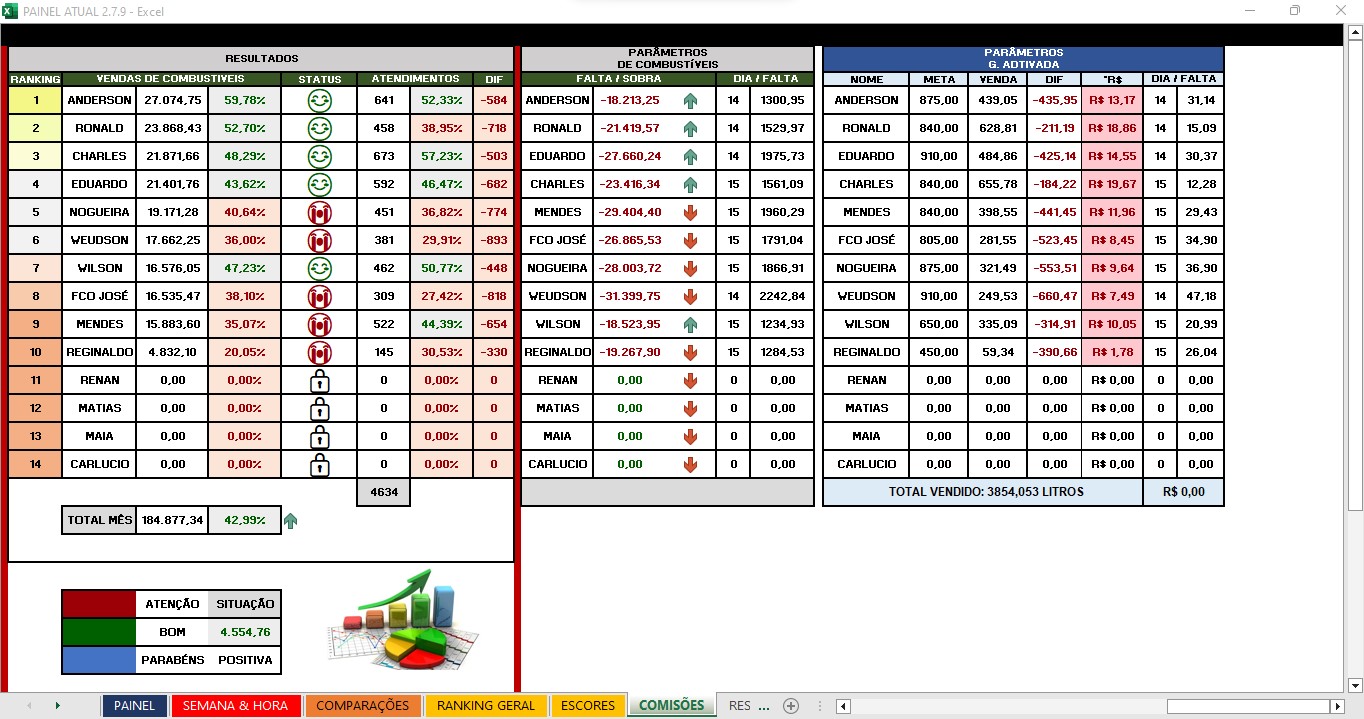 PAINEL ATUAL 2.7.9 - Excel
RESULTADOS
RANKING VENDAS DE COMBUSTIVEIS STATUS ATENDIMENTOS DIF
1 ANDERSON 27.074,75 59,78% 641 52,33% -584
2 RONALD 23.868,43 52,70% 458 38,95% -718
3 CHARLES 21.871,66 48,29% 673 57,23% -503
4 EDUARDO 21.401,76 43,62% 592 46,47% -682
5 NOGUEIRA 19.171,28 40,64% 451 36,82% -774
6 WEUDSON 17.662,25 36,00% 381 29,91% -893
7 WILSON 16.576,05 47,23% 462 50,77% -448
8 FCO JOSÉ 16.535,47 38,10% 309 27,42% -818
9 MENDES 15.883,60 35,07% 522 44,39% -654
10 REGINALDO 4.832,10 20,05% 145 30,53% -330
11 RENAN 0,00 0,00% 0 0,00% 0
12 MATIAS 0,00 0,00% 0 0,00% 0
13 MAIA 0,00 0,00% 0 0,00% 0
14 CARLUCIO 0,00 0,00% 0 0,00% 0
4634
TOTAL MÊS 184.877,34 42,99%
ATENÇÃO SITUAÇÃO
BOM 4.554,76
PARABÉNS POSITIVA
PARÂMETROS
DE COMBUSTÍVEIS
FALTA / SOBRA DIA / FALTA
ANDERSON -18.213,25 14 1300,95
RONALD -21.419,57 14 1529,97
EDUARDO -27.660,24 14 1975,73
CHARLES -23.416,34 15 1561,09
MENDES -29.404,40 15 1960,29
FCO JOSÉ -26.865,53 15 1791,04
NOGUEIRA -28.003,72 15 1866,91
WEUDSON -31.399,75 14 2242,84
WILSON -18.523,95 15 1234,93
REGINALDO -19.267,90 15 1284,53
RENAN 0,00 0 0,00
MATIAS 0,00 0 0,00
MAIA 0,00 0 0,00
CARLUCIO 0,00 0 0,00
PARÂMETROS
G. ADTIVADA
NOME META VENDA DIF "R$ DIA / FALTA
ANDERSON 875,00 439,05 -435,95 R$ 13,17 14 31,14
RONALD 840,00 628,81 -211,19 R$ 18,86 14 15,09
EDUARDO 910,00 484,86 -425,14 R$ 14,55 14 30,37
CHARLES 840,00 655,78 -184,22 R$ 19,67 15 12,28
MENDES 840,00 398,55 -441,45 R$ 11,96 15 29,43
FCO JOSÉ 805,00 281,55 -523,45 R$ 8,45 15 34,90
NOGUEIRA 875,00 321,49 -553,51 R$ 9,64 15 36,90
WEUDSON 910,00 249,53 -660,47 R$ 7,49 14 47,18
WILSON 650,00 335,09 -314,91 R$ 10,05 15 20,99
REGINALDO 450,00 59,34 -390,66 R$ 1,78 15 26,04
RENAN 0,00 0,00 0,00 R$ 0,00 0 0,00
MATIAS 0,00 0,00 0,00 R$ 0,00 0 0,00
MAIA 0,00 0,00 0,00 R$ 0,00 0 0,00
CARLUCIO 0,00 0,00 0,00 R$ 0,00 0 0,00
TOTAL VENDIDO: 3854,053 LITROS R$ 0,00
PAINEL SEMANA & HORA COMPARAÇÕES RANKING GERAL ESCORES COMISÕES RES ...